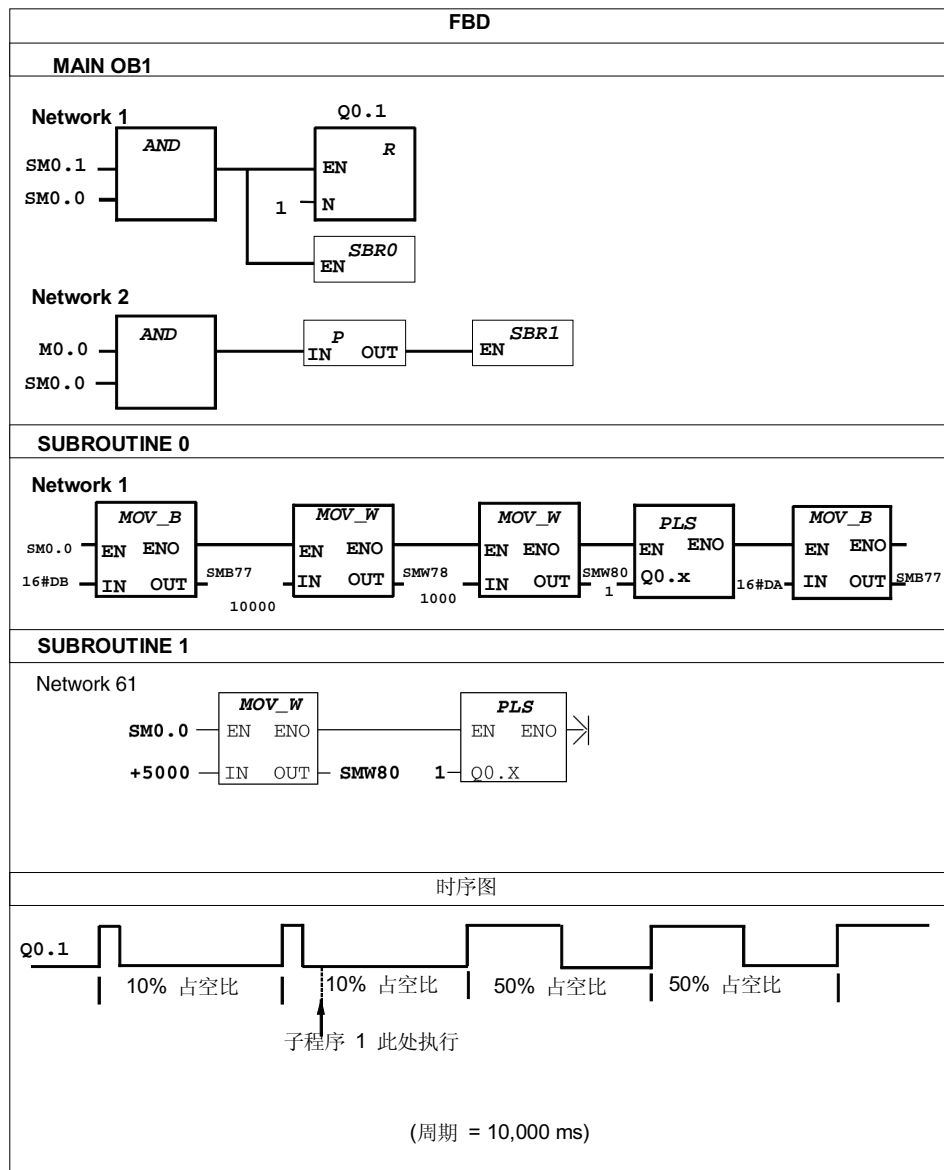 FBD
MAIN OB1
Network 1
Q0.1
AND
R
SM0.1
EN
SM0.0
1
N
SBR0
EN
Network 2
AND
P
SBR1
M0.0
IN OUT
EN
SM0.0
SUBROUTINE 0
Network 1
MOV_B MOV_W MOV_W PLS MOV_B
SM0.0 EN ENO EN ENO EN ENO EN ENO EN ENO
16#DB IN OUT SMB77 IN OUT SMW78 IN OUT SMW80 Q0.x 16#DA IN OUT SMB77
10000 1000 1
SUBROUTINE 1
Network 61
MOV_W PLS
SM0.0 EN ENO EN ENO
+5000 IN OUT SMW80 1 Q0.X
时序图
Q0.1
10% 占空比 10% 占空比 50% 占空比 50% 占空比
子程序 1 此处执行
(周期 = 10,000 ms)